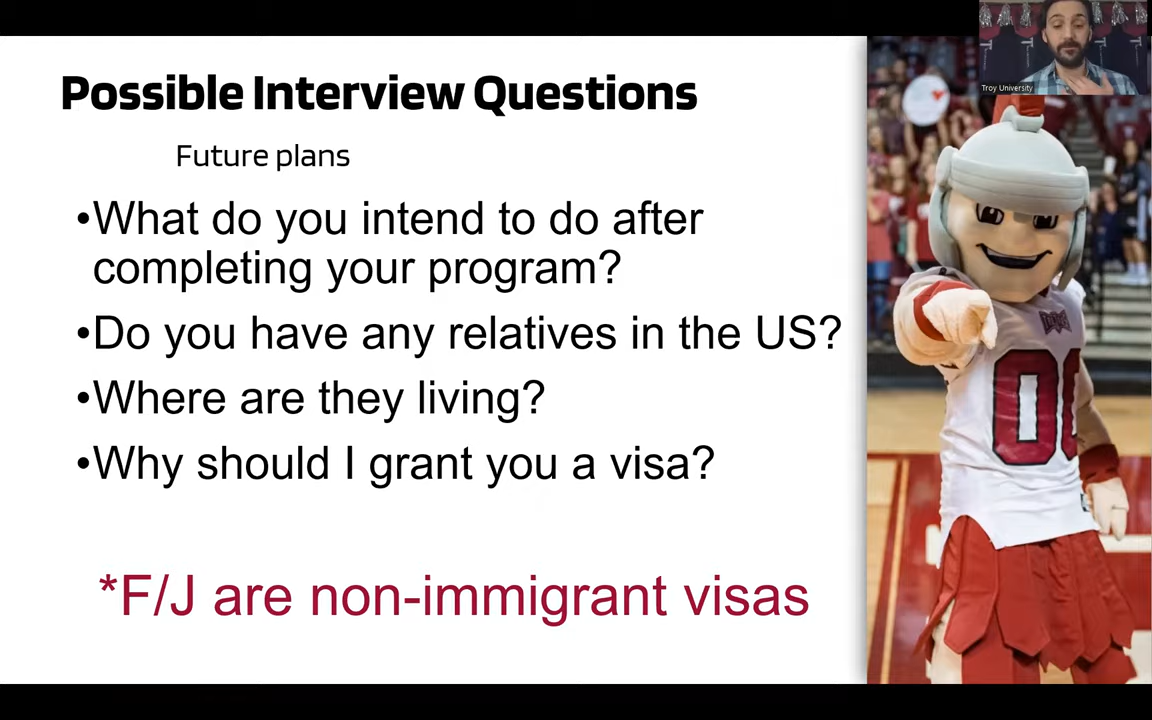 Possible Interview Questions
Future plans
•What do you intend to do after
completing your program?
•Do you have any relatives in the US?
•Where are they living?
•Why should I grant you a visa?
*F/J are non-immigrant visas
Troy University
00